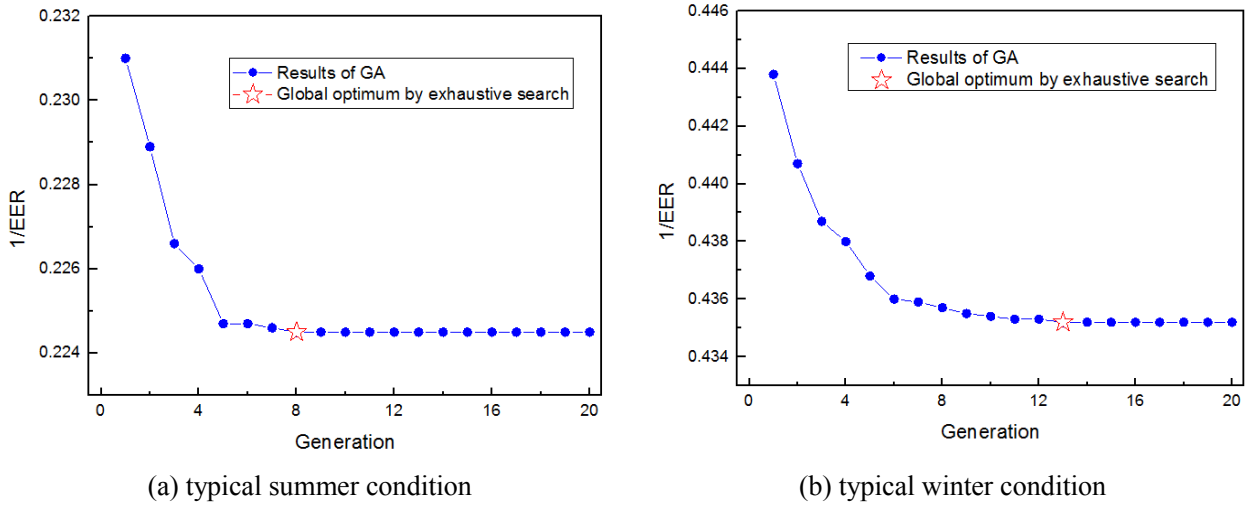 0.232
0.230
0.228
0.226
0.224
1/EER
Results of GA
Global optimum by exhaustive search
0 4 8 12 16 20
Generation
(a) typical summer condition
0.446
0.444
0.442
0.440
0.438
0.436
0.434
1/EER
Results of GA
Global optimum by exhaustive search
0 4 8 12 16 20
Generation
(b) typical winter condition